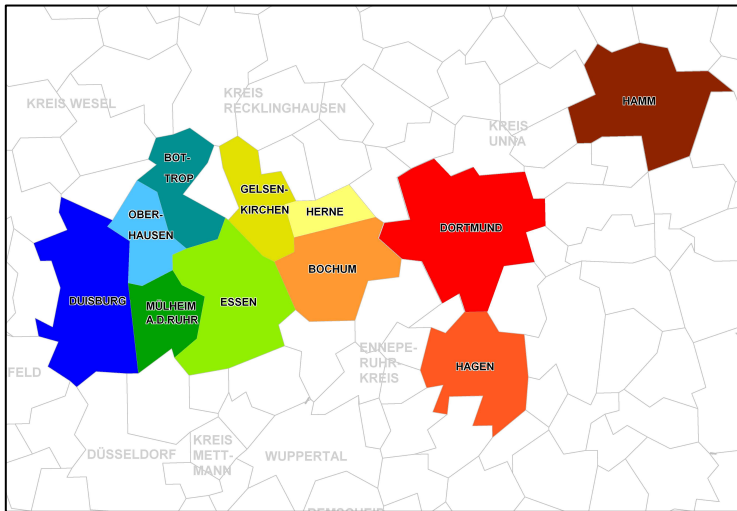 KREIS WESEL
KREIS
RECKLINGHAUSEN
HAMM
KREIS
UNNA
BOT-
TROP
GELSEN-
KIRCHEN
OBER-
HAUSEN
HERNE
DORTMUND
BOCHUM
DUISBURG
MÜLHEIM
A.D.RUHR
ESSEN
ENNEPE-
RUHR-
KREIS
HAGEN
FELD
DÜSSELDORF
KREIS
METT-
MANN
WUPPERTAL
REMSCHEID